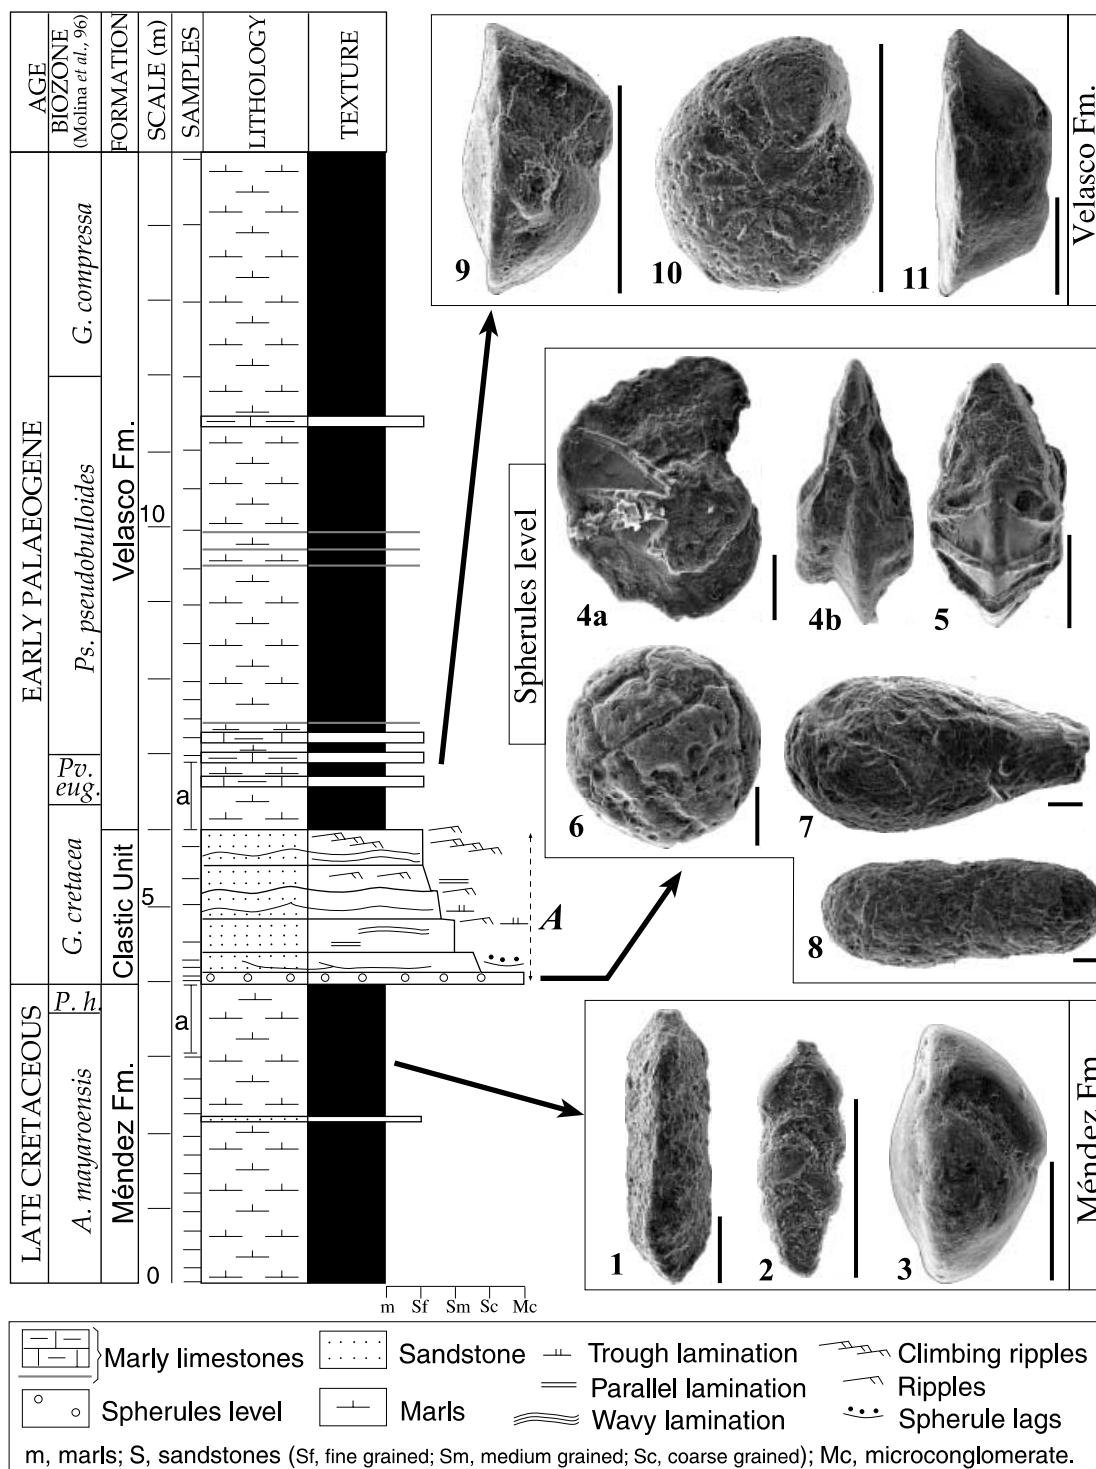 AGE
BIOZONE
(Molina et al., 96)
FORMATION
SCALE (m)
SAMPLES
LITHOLOGY
TEXTURE
EARLY PALAEOGENE
LATE CRETACEOUS
G. compressa
Ps. pseudobulloides
Pv.
eug.
G. cretacea
P. h.
A. mayaroensis
Velasco Fm.
Clastic Unit
Méndez Fm.
10
5
0
a
a
A
m Sf Sm Sc Mc
9
10
11
Velasco Fm.
Spherules level
4a
4b
5
6
7
8
1
2
3
Méndez Fm.
Marly limestones
Sandstone
Trough lamination
Climbing ripples
Parallel lamination
Ripples
Spherules level
Marls
Wavy lamination
Spherule lags
m, marls; S, sandstones (Sf, fine grained; Sm, medium grained; Sc, coarse grained); Mc, microconglomerate.